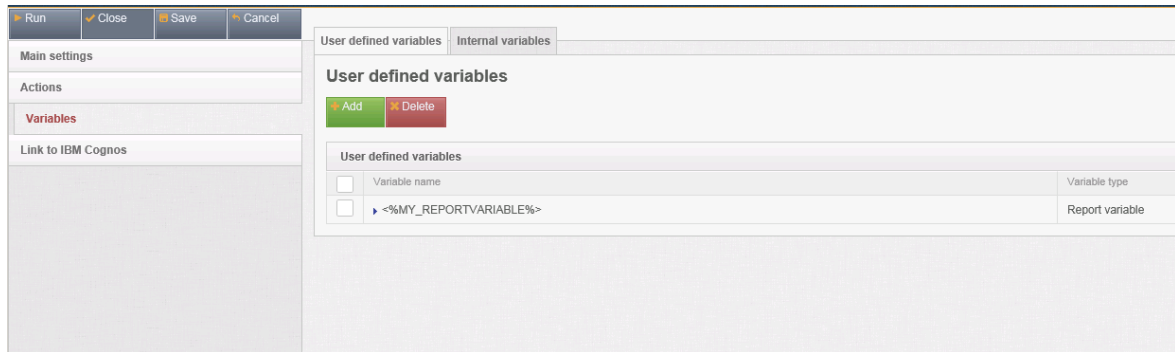 Run Close Save Cancel
Main settings
Actions
Variables
Link to IBM Cognos
User defined variables Internal variables
User defined variables
Add Delete
User defined variables
Variable name Variable type
<%MY_REPORTVARIABLE%> Report variable